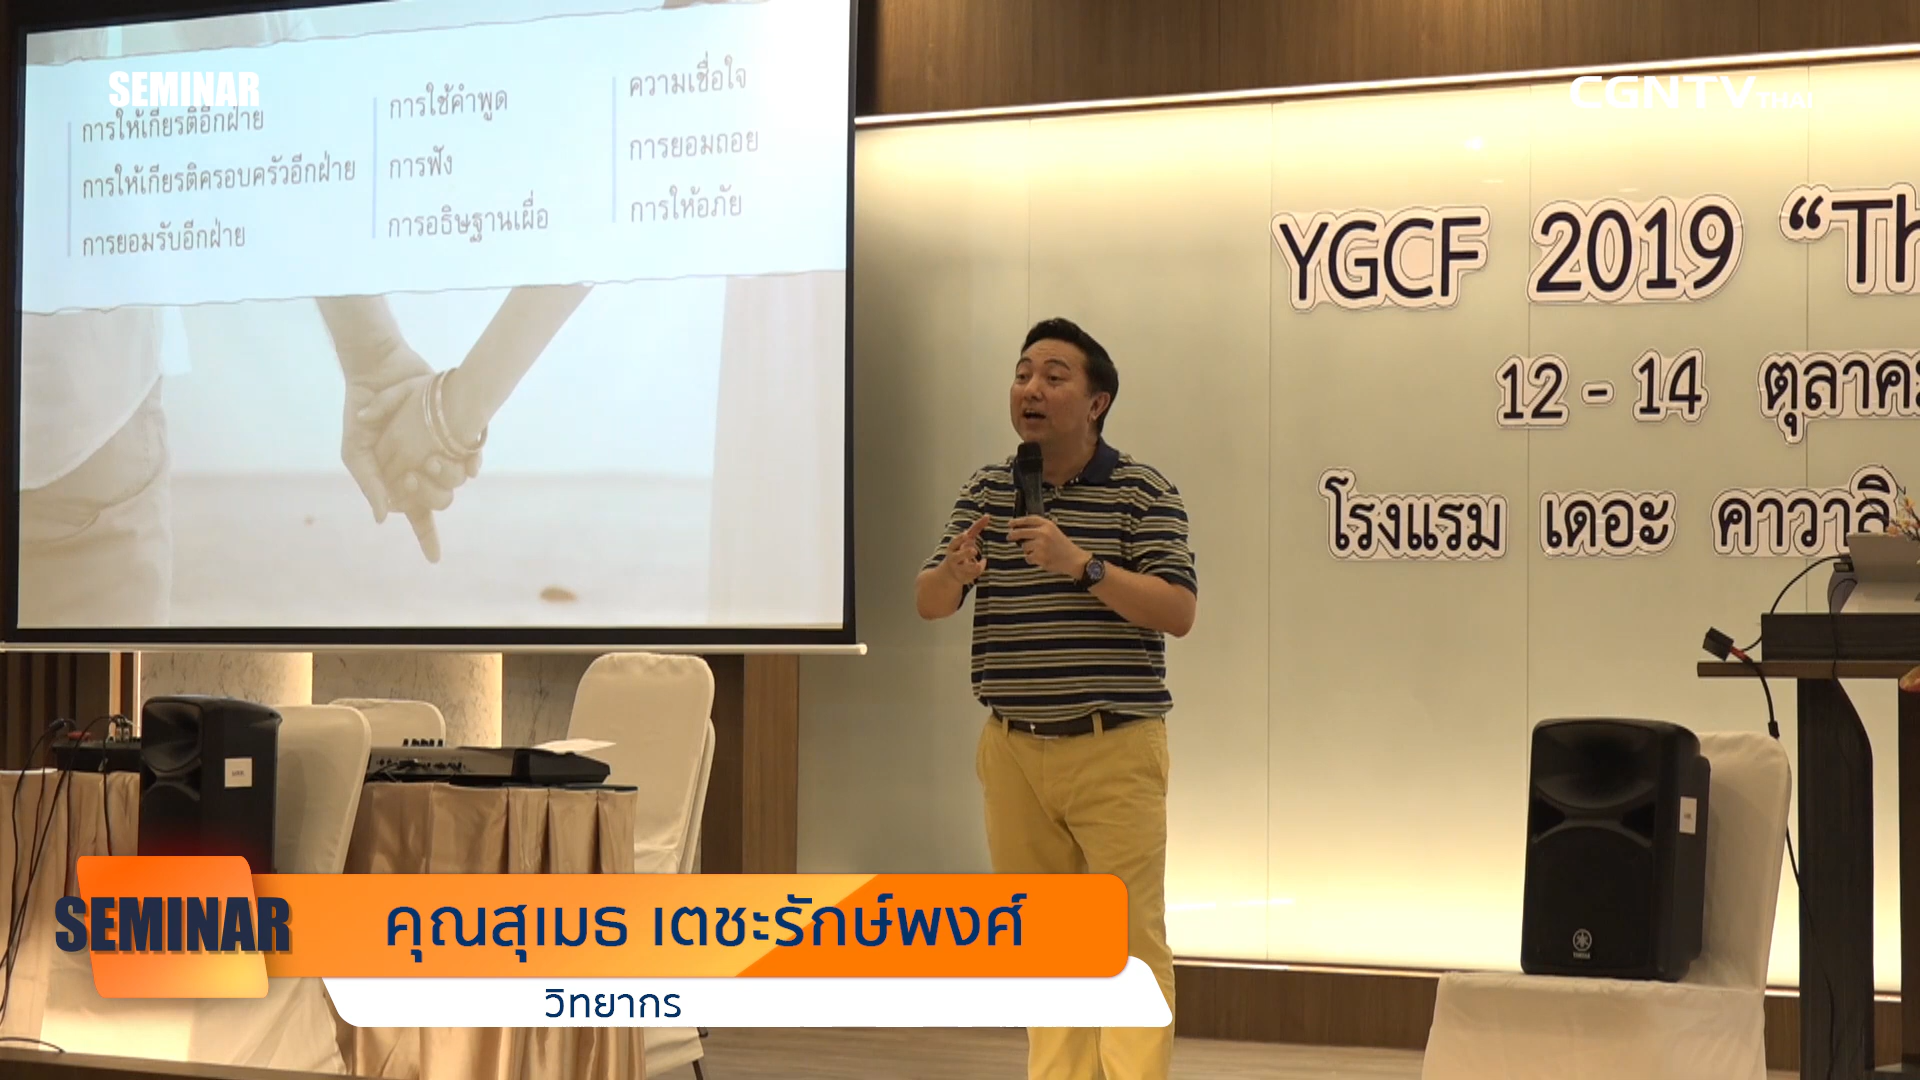 SEMINAR
การให้เกียรติอีกฝ่าย
การให้เกียรติครอบครัวอีกฝ่าย
การยอมรับอีกฝ่าย
การใช้คำพูด
การฟัง
การอธิษฐานเผื่อ
ความเชื่อใจ
การยอมถอย
การให้อภัย
CGNTV THAI
YGCF 2019 “Th
12 - 14 ตุลาค
โรงแรม เดอะ คาวาลิ
YAMAHA
SEMINAR
คุณสุเมธ เตชะรักษ์พงศ์
วิทยากร